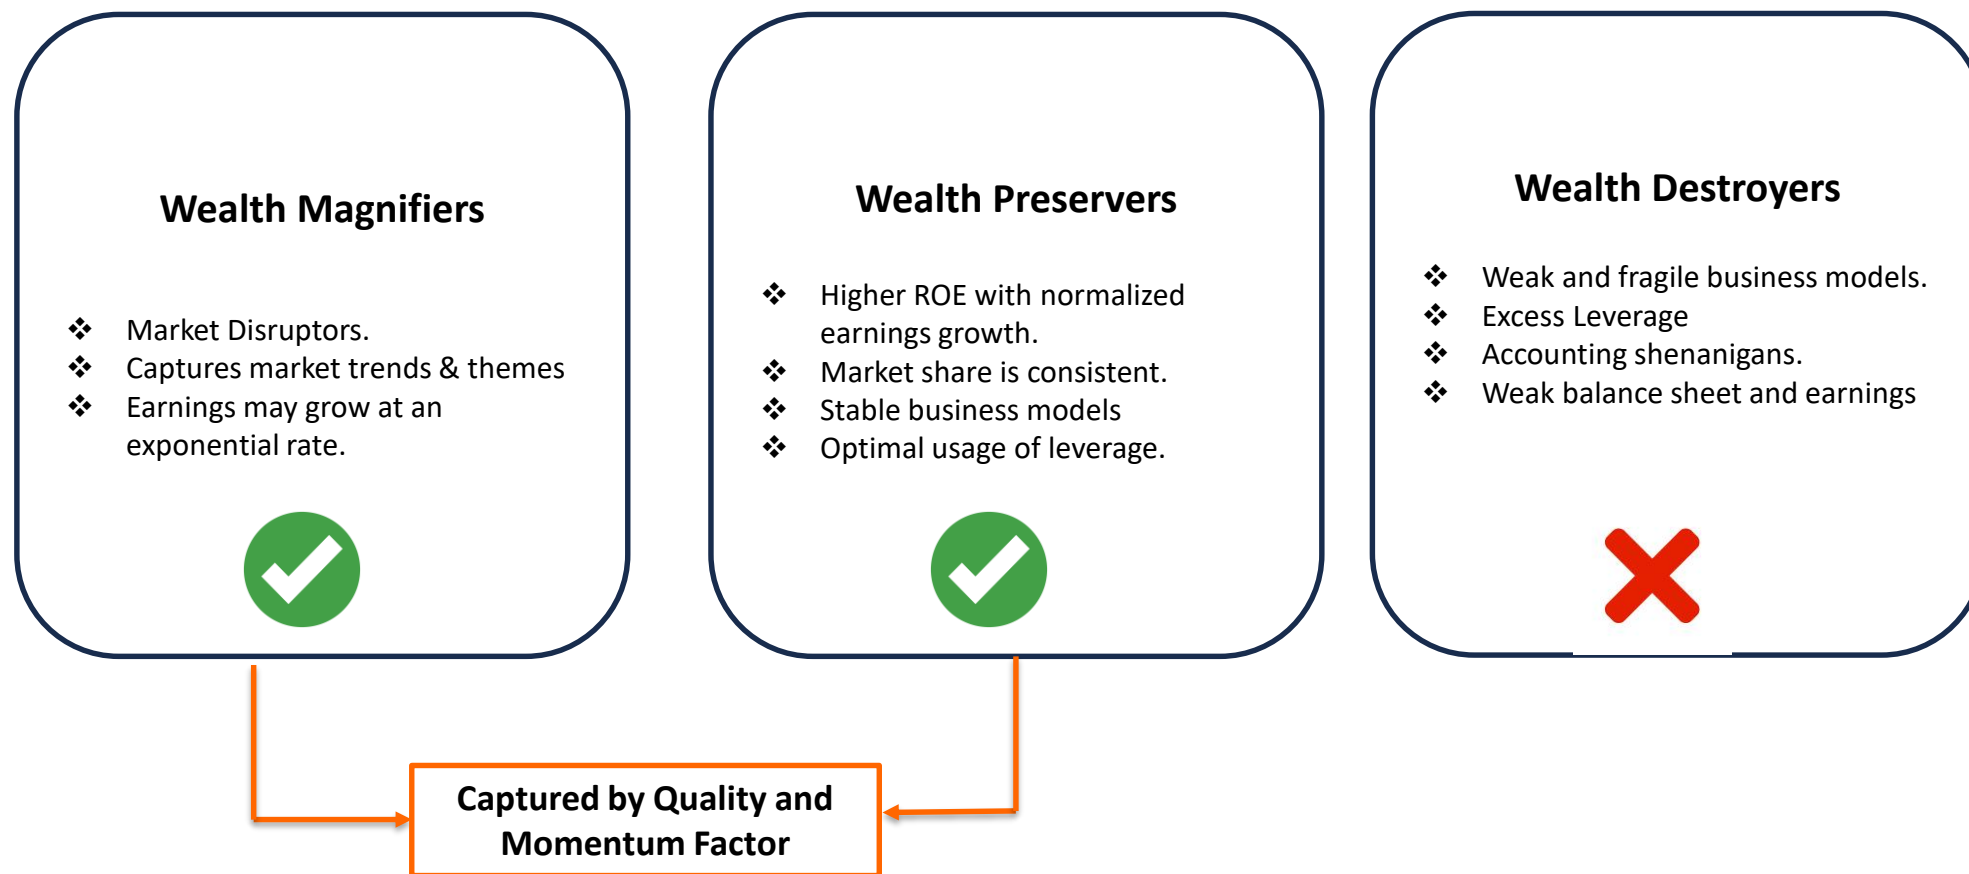 Wealth Magnifiers
❖ Market Disruptors.
❖ Captures market trends & themes
❖ Earnings may grow at an
exponential rate.
Wealth Preservers
❖ Higher ROE with normalized
earnings growth.
❖ Market share is consistent.
❖ Stable business models
❖ Optimal usage of leverage.
Wealth Destroyers
❖ Weak and fragile business models.
❖ Excess Leverage
❖ Accounting shenanigans.
❖ Weak balance sheet and earnings
Captured by Quality and
Momentum Factor